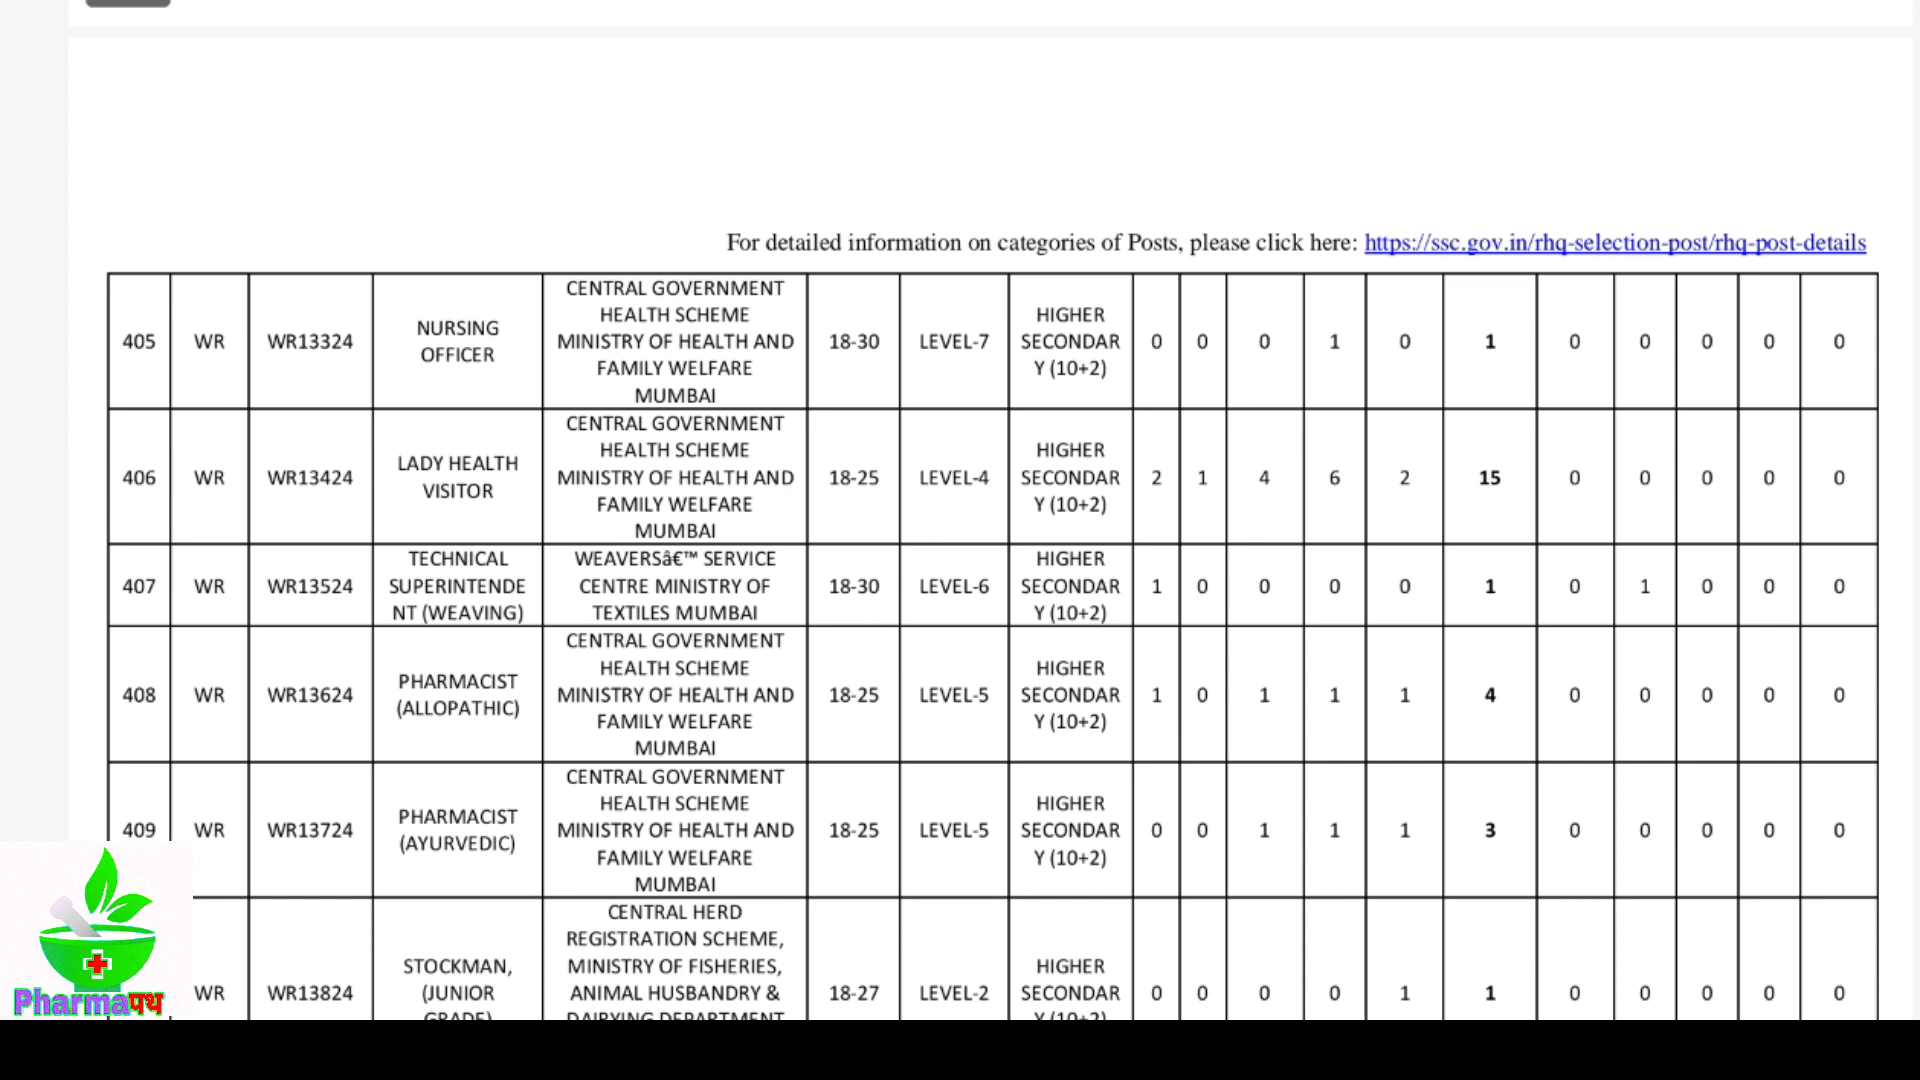 For detailed information on categories of Posts, please click here: https://ssc.gov.in/rhq-selection-post/rhq-post-details
405 WR WR13324 NURSING OFFICER CENTRAL GOVERNMENT HEALTH SCHEME MINISTRY OF HEALTH AND FAMILY WELFARE MUMBAI 18-30 LEVEL-7 HIGHER SECONDAR Y (10+2) 0 0 0 1 0 1 0 0 0 0 0
406 WR WR13424 LADY HEALTH VISITOR CENTRAL GOVERNMENT HEALTH SCHEME MINISTRY OF HEALTH AND FAMILY WELFARE MUMBAI 18-25 LEVEL-4 HIGHER SECONDAR Y (10+2) 2 1 4 6 2 15 0 0 0 0 0
407 WR WR13524 TECHNICAL SUPERINTENDE NT (WEAVING) WEAVERSâ€™ SERVICE CENTRE MINISTRY OF TEXTILES MUMBAI 18-30 LEVEL-6 HIGHER SECONDAR Y (10+2) 1 0 0 0 0 1 0 1 0 0 0
408 WR WR13624 PHARMACIST (ALLOPATHIC) CENTRAL GOVERNMENT HEALTH SCHEME MINISTRY OF HEALTH AND FAMILY WELFARE MUMBAI 18-25 LEVEL-5 HIGHER SECONDAR Y (10+2) 1 0 1 1 1 4 0 0 0 0 0
409 WR WR13724 PHARMACIST (AYURVEDIC) CENTRAL GOVERNMENT HEALTH SCHEME MINISTRY OF HEALTH AND FAMILY WELFARE MUMBAI 18-25 LEVEL-5 HIGHER SECONDAR Y (10+2) 0 0 1 1 1 3 0 0 0 0 0
WR WR13824 STOCKMAN, (JUNIOR GRADE) CENTRAL HERD REGISTRATION SCHEME, MINISTRY OF FISHERIES, ANIMAL HUSBANDRY & DAIRYING DEPARTMENT 18-27 LEVEL-2 HIGHER SECONDAR Y (10+2) 0 0 0 0 1 1 0 0 0 0 0
Pharmaपथ